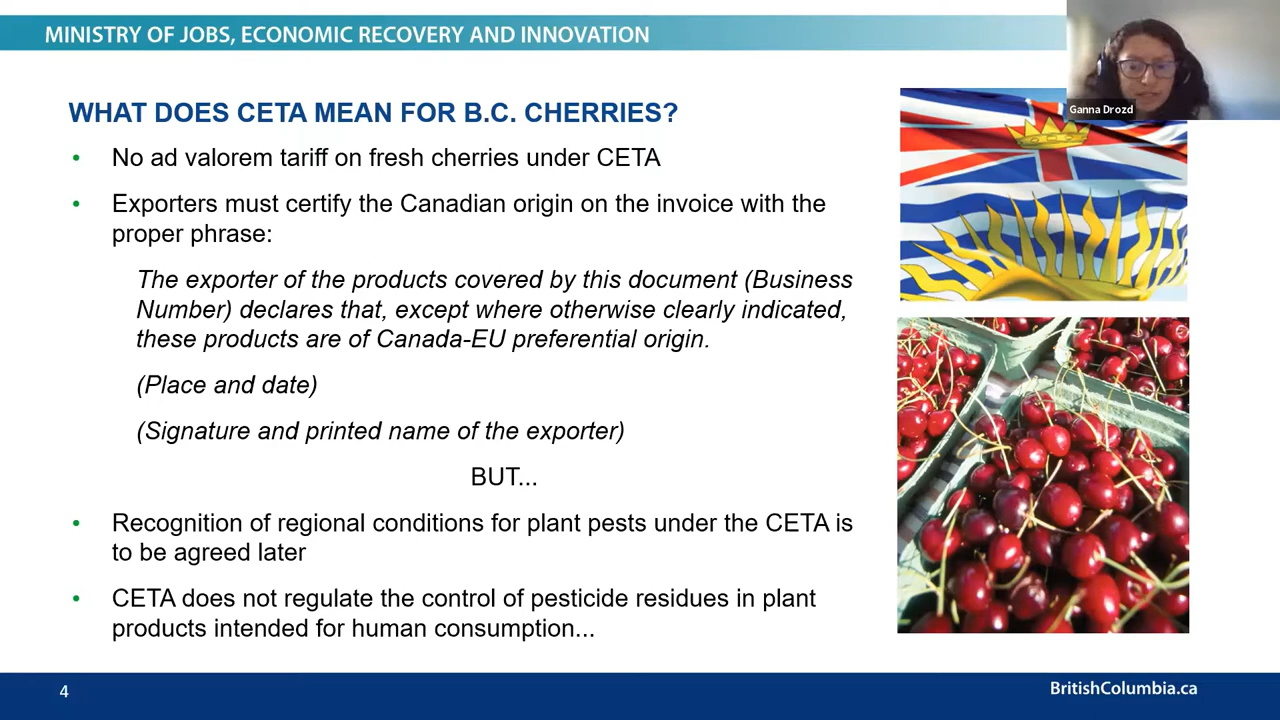 MINISTRY OF JOBS, ECONOMIC RECOVERY AND INNOVATION
Ganna Drozd
WHAT DOES CETA MEAN FOR B.C. CHERRIES?
• No ad valorem tariff on fresh cherries under CETA
• Exporters must certify the Canadian origin on the invoice with the
proper phrase:
The exporter of the products covered by this document (Business
Number) declares that, except where otherwise clearly indicated,
these products are of Canada-EU preferential origin.
(Place and date)
(Signature and printed name of the exporter)
BUT...
• Recognition of regional conditions for plant pests under the CETA is
to be agreed later
• CETA does not regulate the control of pesticide residues in plant
products intended for human consumption...
4
BritishColumbia.ca